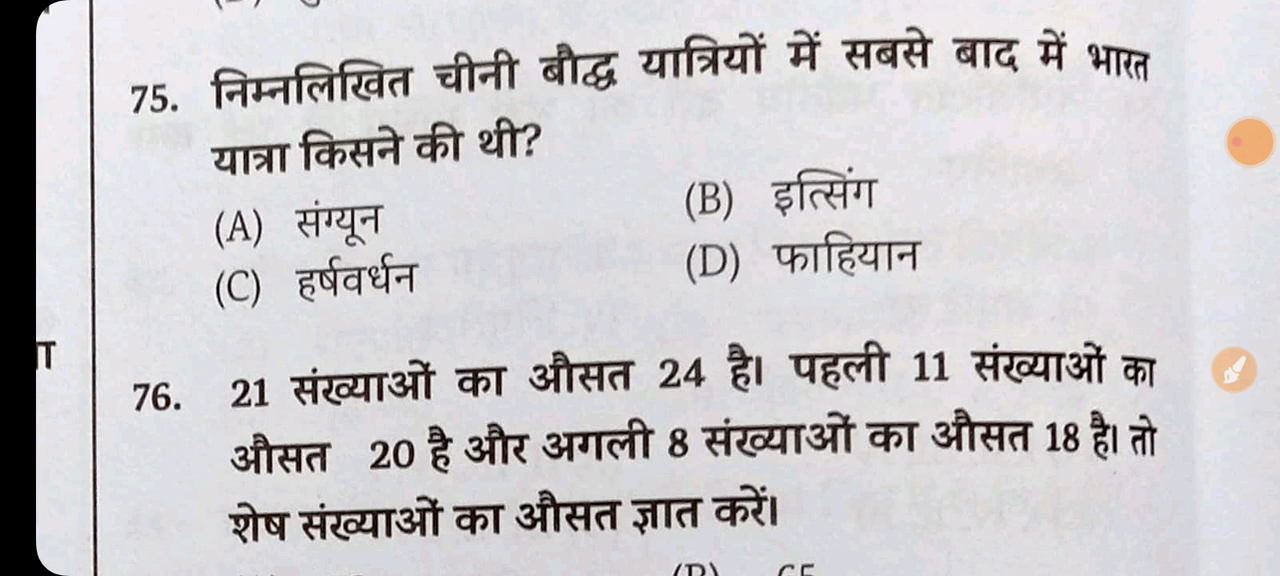 75. निम्नलिखित चीनी बौद्ध यात्रियों में सबसे बाद में भारत
यात्रा किसने की थी?
(A) संग्यून (B) इत्सिंग
(C) हर्षवर्धन (D) फाहियान
76. 21 संख्याओं का औसत 24 है। पहली 11 संख्याओं का
औसत 20 है और अगली 8 संख्याओं का औसत 18 है। तो
शेष संख्याओं का औसत ज्ञात करें।